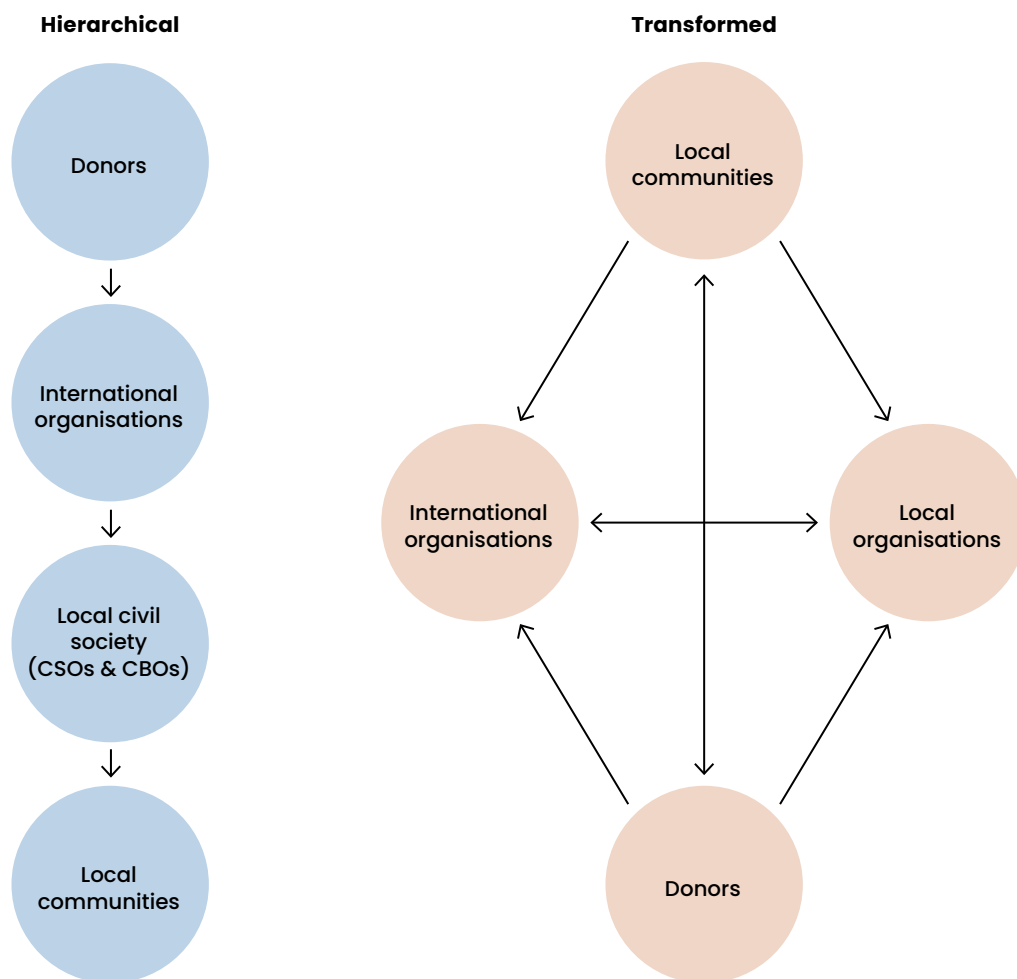 Hierarchical
Donors
International
organisations
Local civil
society
(CSOs & CBOs)
Local
communities
Transformed
Local
communities
International
organisations
Local
organisations
Donors